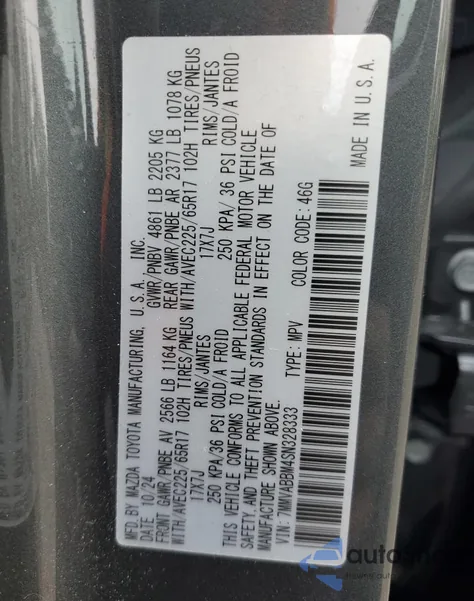 MFD.BY MAZDA TOYOTA MANUFACTURING, U.S.A., INC.
DATE 10/24 GVWR/PNBV 4861 LB 2205 KG
FRONT GAWR/PNBE AV 2566 LB 1164 KG REAR GAWR/PNBE AR 2377 LB 1078 KG
WITH/AVEC225/65R17 102H TIRES/PNEUS WITH/AVEC225/65R17 102H TIRES/PNEUS
17X7J RIMS/JANTES 17X7J RIMS/JANTES
250 KPA/36 PSI COLD/A FROID 250 KPA/ 36 PSI COLD/A FROID
THIS VEHICLE CONFORMS TO ALL APPLICABLE FEDERAL MOTOR VEHICLE
SAFETY,AND THEFT PREVENTION STANDARDS IN EFFECT ON THE DATE OF
MANUFACTURE SHOWN ABOVE.
7MMVABBM4SN328333 TYPE: MPV COLOR CODE: 46G
MADE IN U.S.A.